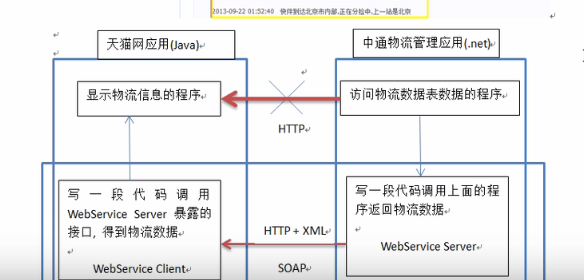 2013-09-22 01:52:40 快件到达北京市内部,正在分捡中,上一站是北京
天猫网应用(Java)
中通物流管理应用(.net)
显示物流信息的程序
访问物流数据表数据的程序
HTTP
写一段代码调用
WebService Server 暴露的
接口, 得到物流数据
WebService Client
HTTP + XML
SOAP
写一段代码调用上面的程
序返回物流数据
WebService Server